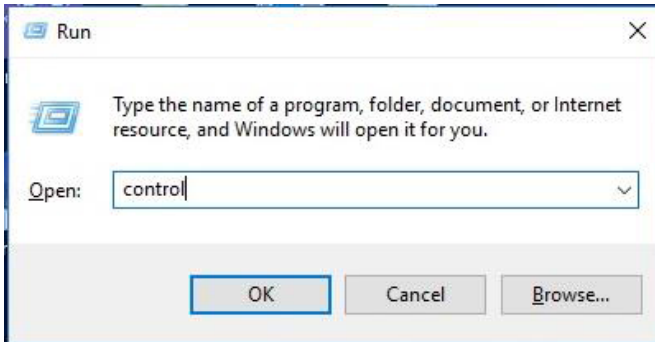 Run
Type the name of a program, folder, document, or Internet
resource, and Windows will open it for you.
Open: control
OK Cancel Browse...